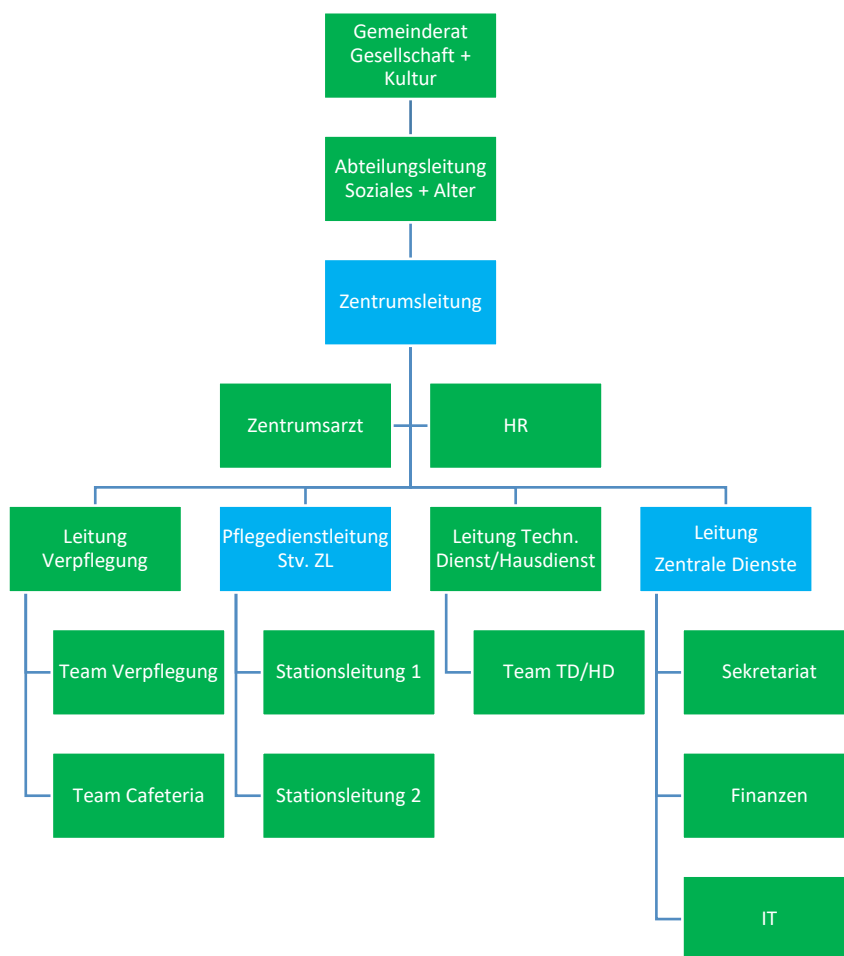 Gemeinderat
Gesellschaft +
Kultur
Abteilungsleitung
Soziales + Alter
Zentrumsleitung
Zentrumsarzt
HR
Leitung
Verpflegung
Pflegedienstleitung
Stv. ZL
Leitung Techn.
Dienst/Hausdienst
Leitung
Zentrale Dienste
Team Verpflegung
Stationsleitung 1
Team TD/HD
Sekretariat
Team Cafeteria
Stationsleitung 2
Finanzen
IT